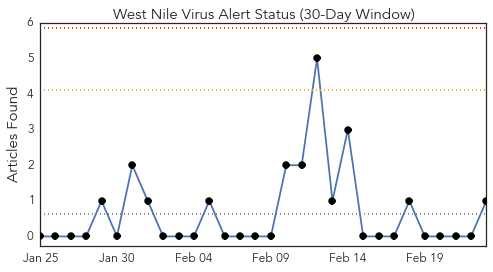 West Nile Virus Alert Status (30-Day Window)
Articles Found
6
5
4
3
2
1
0
Jan 25 Jan 30 Feb 04 Feb 09 Feb 14 Feb 19